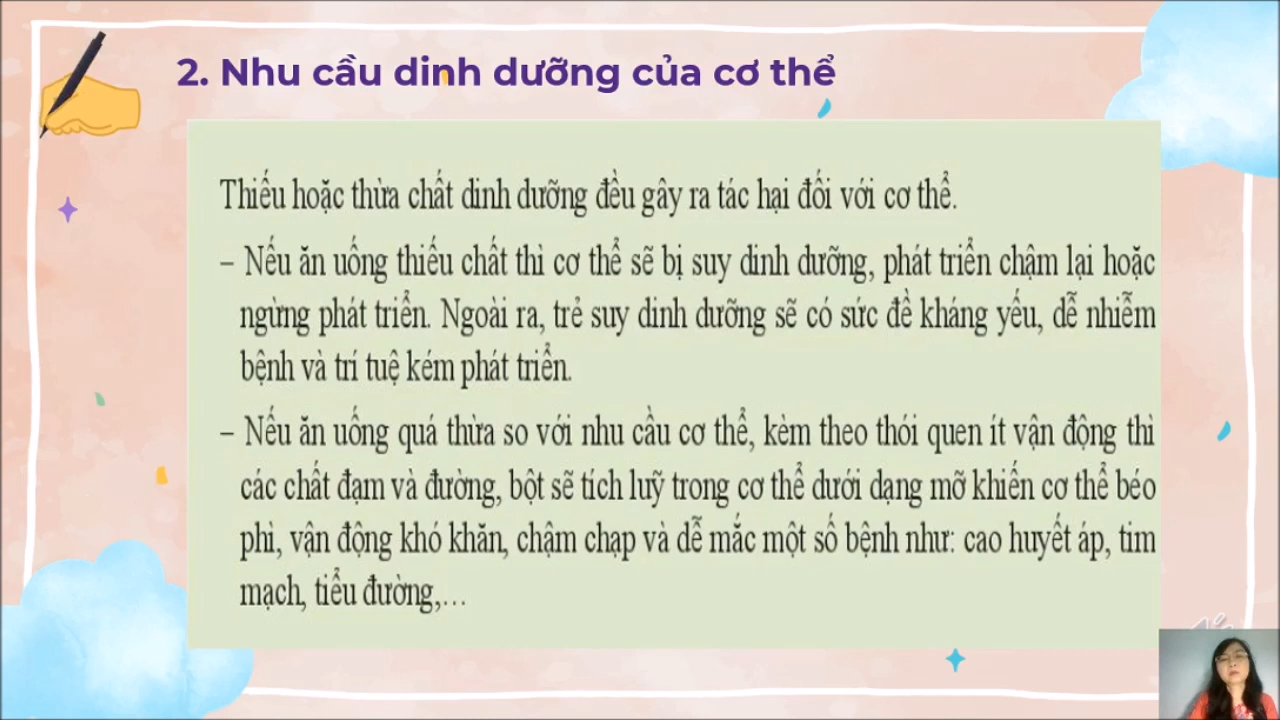 2. Nhu cầu dinh dưỡng của cơ thể
Thiếu hoặc thừa chất dinh dưỡng đều gây ra tác hại đối với cơ thể.
– Nếu ăn uống thiếu chất thì cơ thể sẽ bị suy dinh dưỡng, phát triển chậm lại hoặc
ngừng phát triển. Ngoài ra, trẻ suy dinh dưỡng sẽ có sức đề kháng yếu, dễ nhiễm
bệnh và trí tuệ kém phát triển.
– Nếu ăn uống quá thừa so với nhu cầu cơ thể, kèm theo thói quen ít vận động thì
các chất đạm và đường, bột sẽ tích luỹ trong cơ thể dưới dạng mỡ khiến cơ thể béo
phì, vận động khó khăn, chậm chạp và dễ mắc một số bệnh như: cao huyết áp, tim
mạch, tiểu đường,…